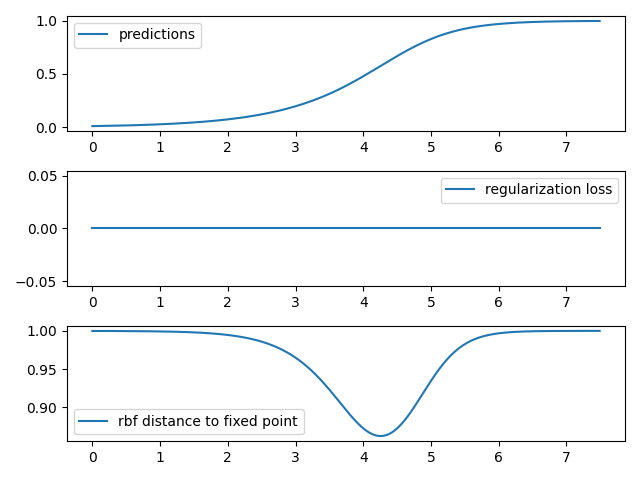 1.0
0.5
0.0
predictions
0 1 2 3 4 5 6 7
0.05
0.00
−0.05
regularization loss
0 1 2 3 4 5 6 7
1.00
0.95
0.90
rbf distance to fixed point
0 1 2 3 4 5 6 7